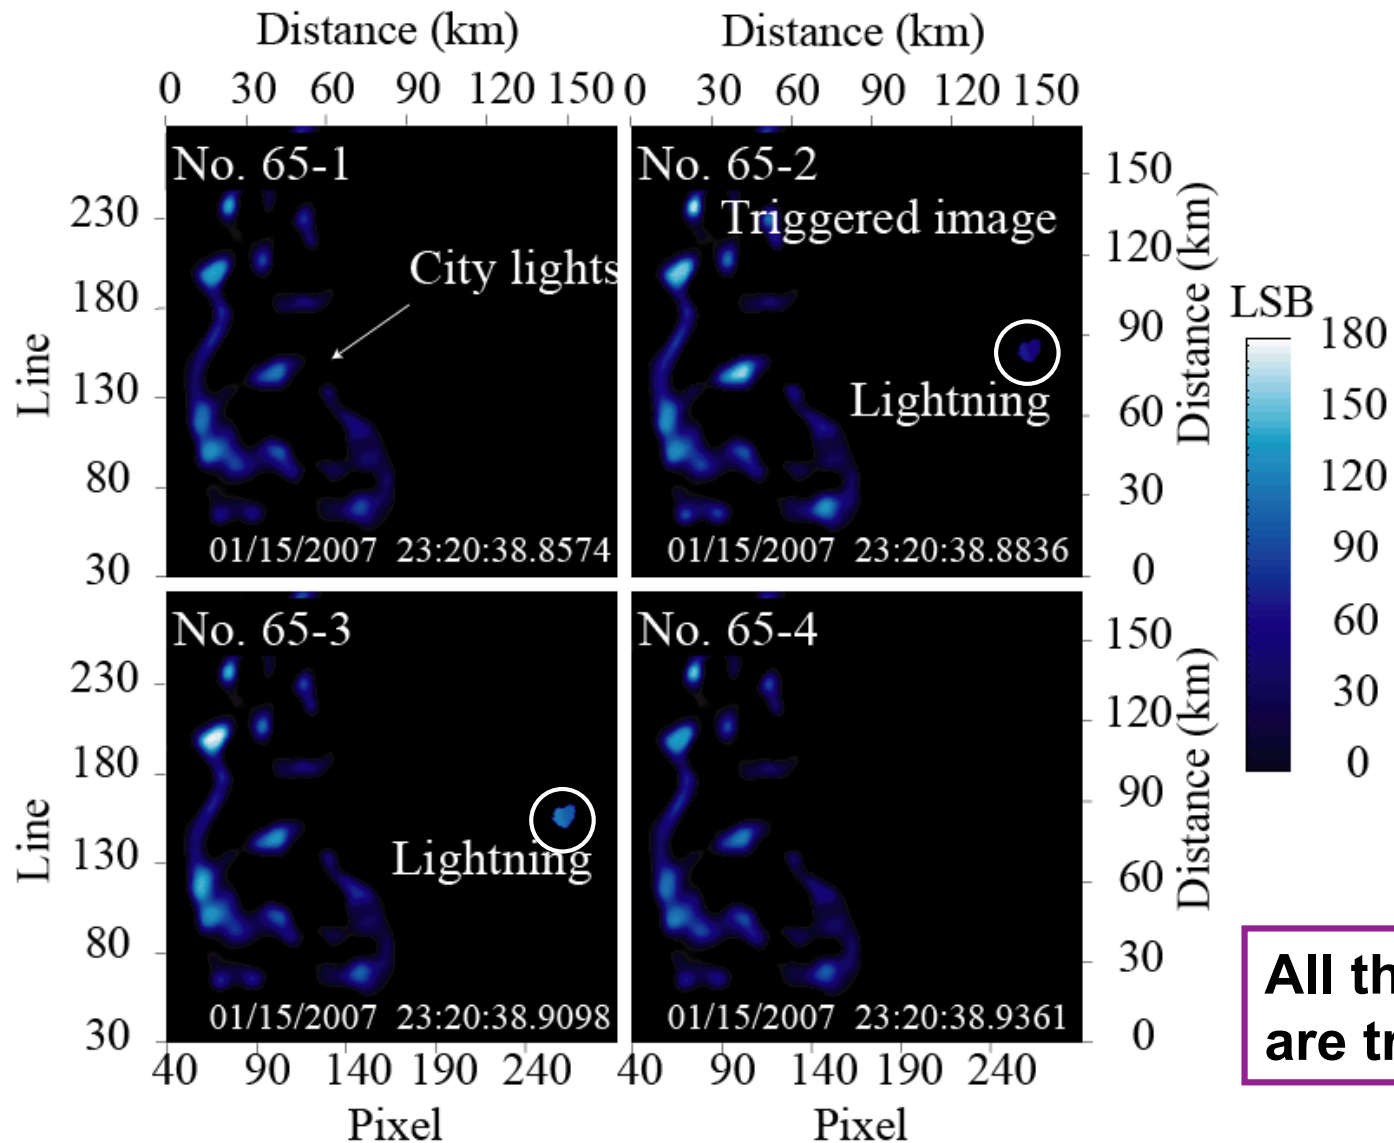 Distance (km) Distance (km)
0 30 60 90 120 150 0 30 60 90 120 150
No. 65-1
City lights
01/15/2007 23:20:38.8574
No. 65-2
Triggered image
Lightning
01/15/2007 23:20:38.8836
Line
230
180
130
80
30
150
120
90
60
30
0
Distance (km)
LSB
180
150
120
90
60
30
0
No. 65-3
Lightning
01/15/2007 23:20:38.9098
No. 65-4
01/15/2007 23:20:38.9361
Line
230
180
130
80
30
150
120
90
60
30
0
Distance (km)
40 90 140 190 240 40 90 140 190 240
Pixel Pixel
All th
are tr